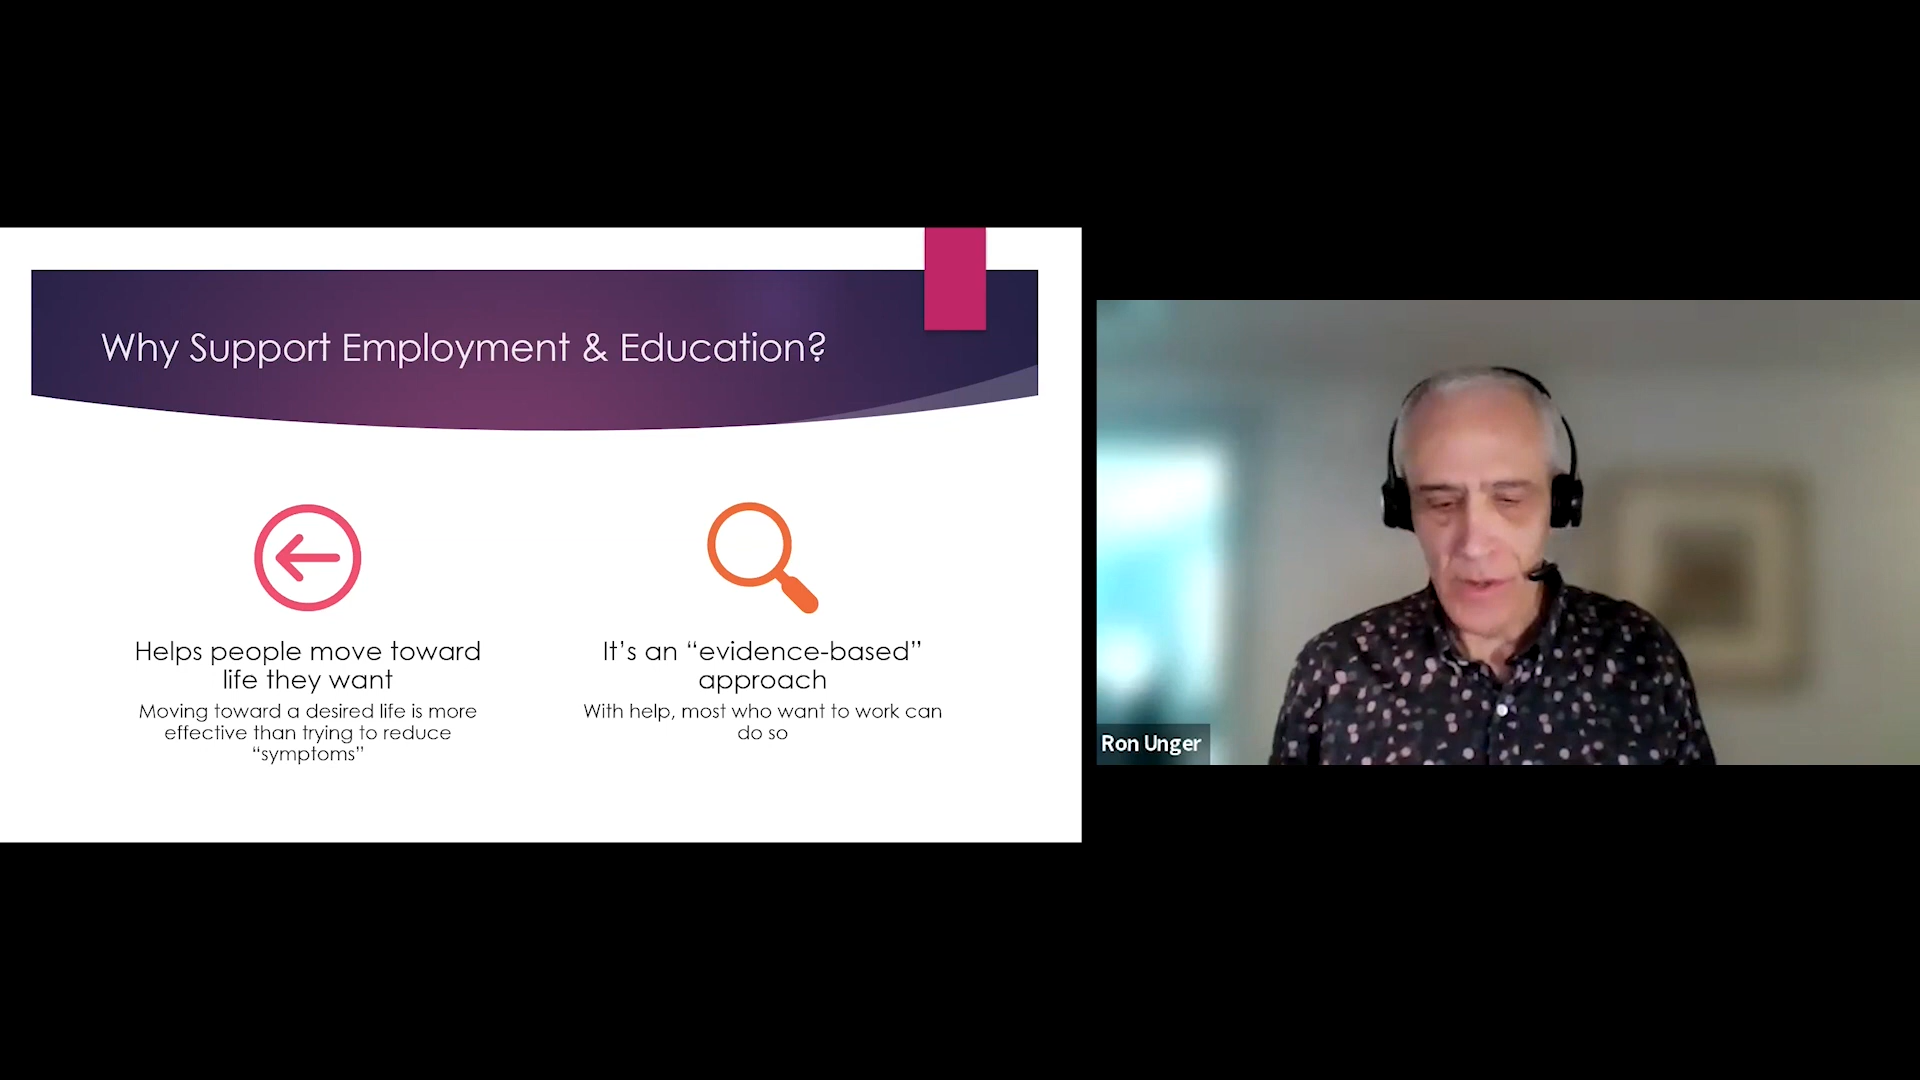 Why Support Employment & Education?
Helps people move toward
life they want
Moving toward a desired life is more
effective than trying to reduce
“symptoms”
It’s an “evidence-based”
approach
With help, most who want to work can
do so
Ron Unger